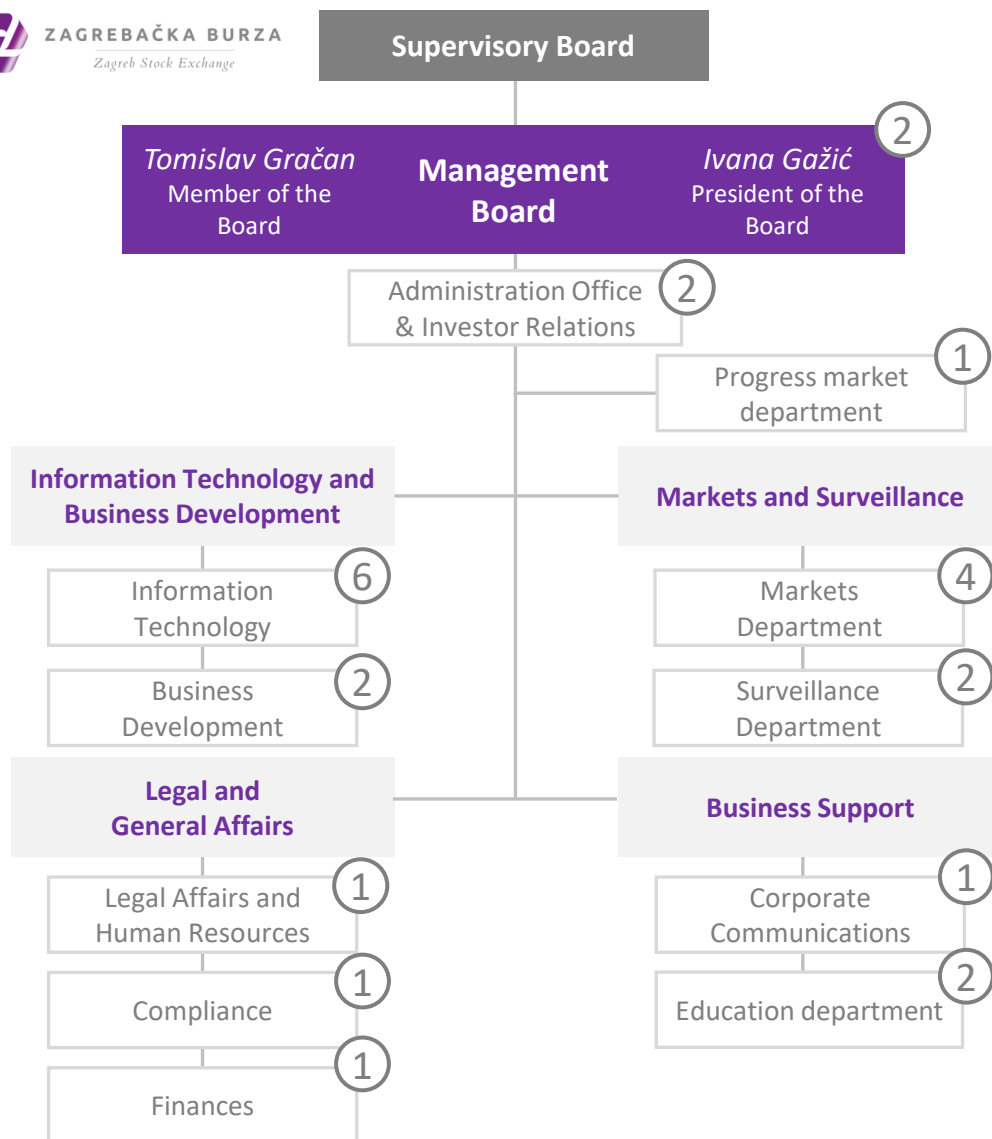 ZAGREBAČKA BURZA
Zagreb Stock Exchange
Supervisory Board
2
Tomislav Gračan
Member of the
Board
Management
Board
Ivana Gažić
President of the
Board
Administration Office
& Investor Relations
2
Progress market
department
1
Information Technology and
Business Development
Markets and Surveillance
Information
Technology
6
Markets
Department
4
Business
Development
2
Surveillance
Department
2
Legal and
General Affairs
Business Support
Legal Affairs and
Human Resources
1
Corporate
Communications
1
Compliance
1
Education department
2
Finances
1